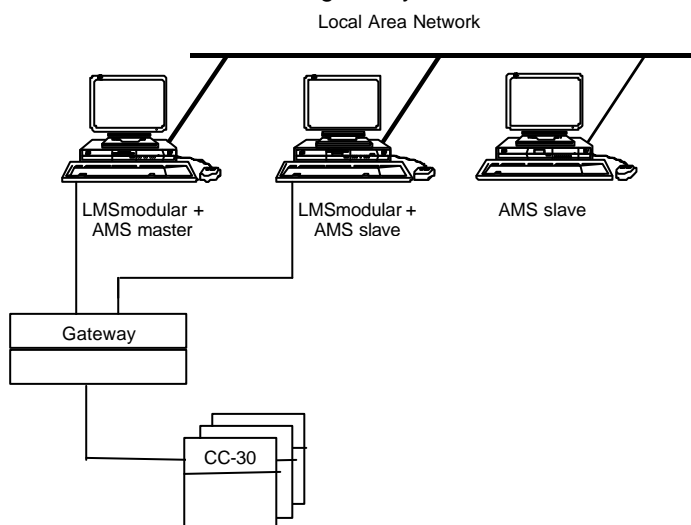 Local Area Network
LMSmodular +
AMS master
LMSmodular +
AMS slave
AMS slave
Gateway
CC-30